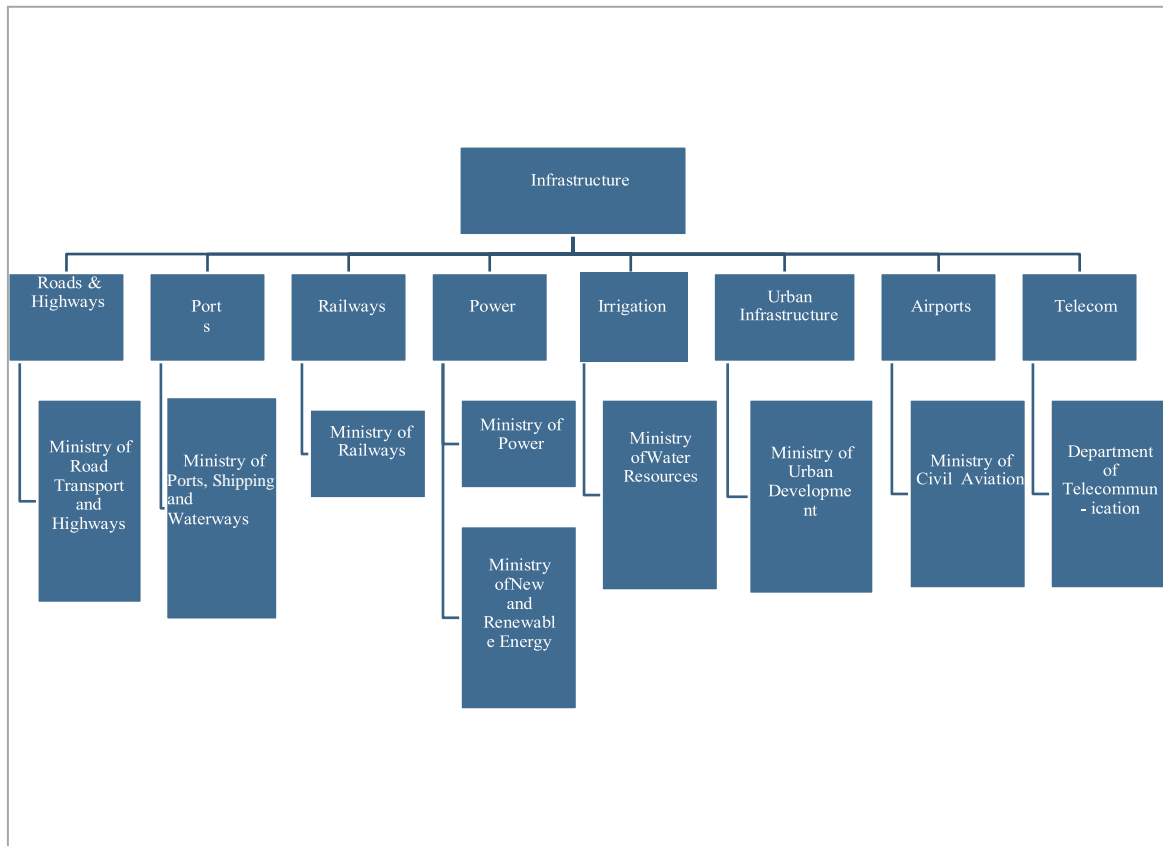 Infrastructure
Roads &
Highways
Port
s
Railways
Power
Irrigation
Urban
Infrastructure
Airports
Telecom
Ministry of
Road
Transport
and
Highways
Ministry of
Ports, Shipping
and
Waterways
Ministry of
Railways
Ministry of
Power
Ministry
ofNew
and
Renewabl
e Energy
Ministry
ofWater
Resources
Ministry of
Urban
Developme
nt
Ministry of
Civil Aviation
Department
of
Telecommun
- ication